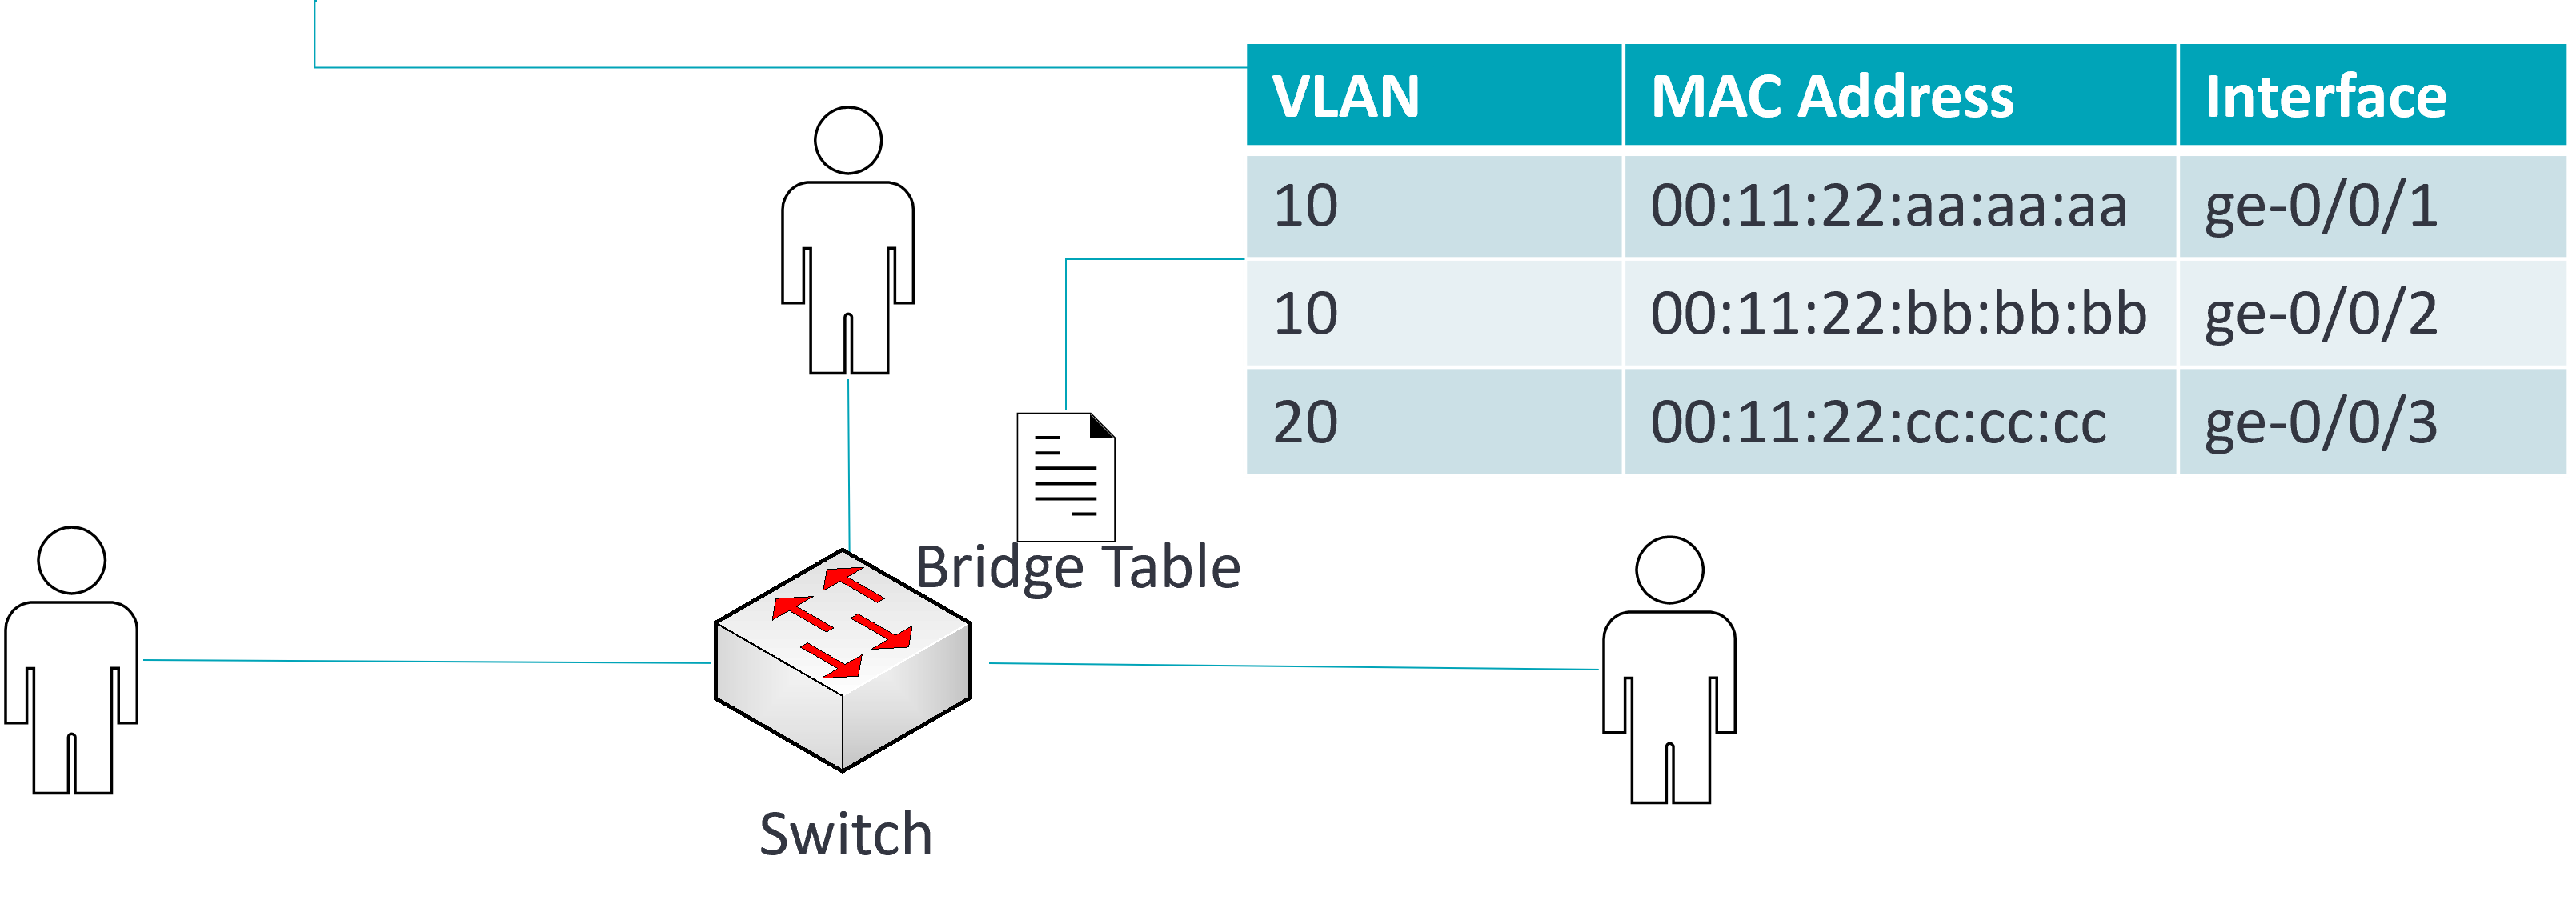 VLAN MAC Address Interface
10 00:11:22:aa:aa:aa ge-0/0/1
10 00:11:22:bb:bb:bb ge-0/0/2
20 00:11:22:cc:cc:cc ge-0/0/3
Bridge Table
Switch